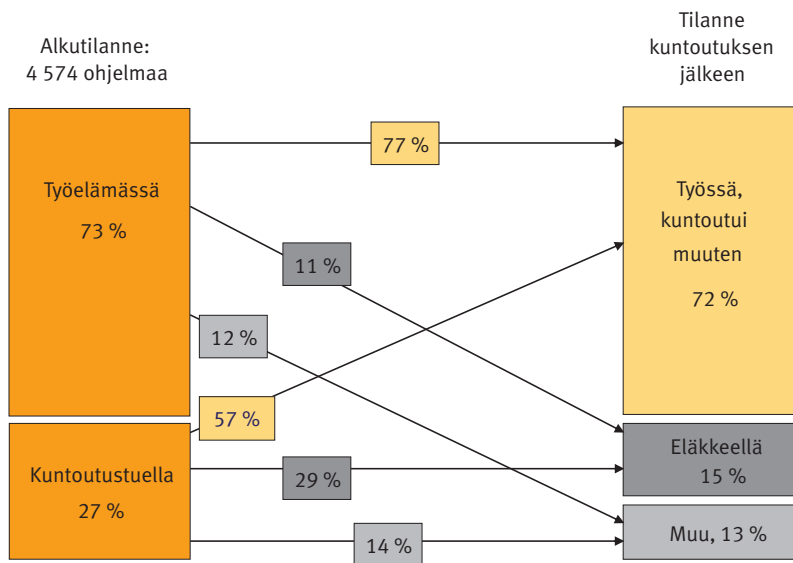 Alkutilanne:
4 574 ohjelmaa
Tilanne
kuntoutuksen
jälkeen
Työelämässä
73 %
77 %
11 %
12 %
Työssä,
kuntoutui
muuten
72 %
Kuntoutustuella
27 %
57 %
29 %
14 %
Eläkkeellä
15 %
Muu, 13 %